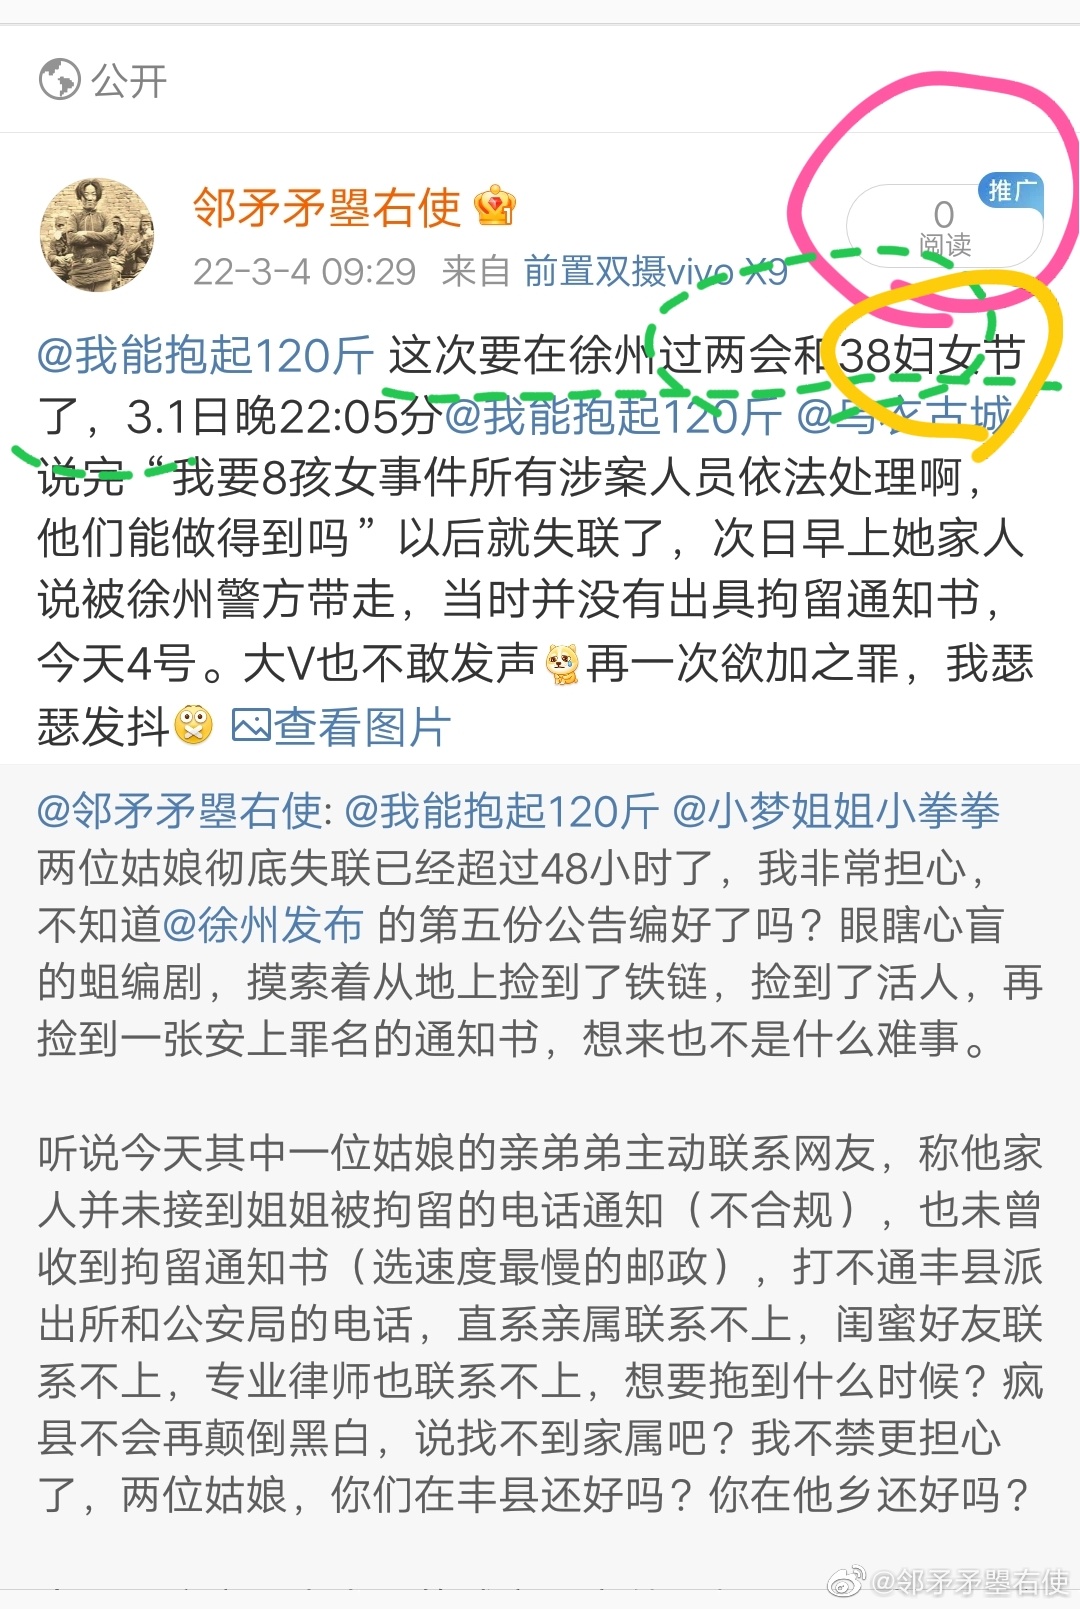 公开
邻矛矛曌右使
推广
0
阅读
22-3-4 09:29 来自 前置双摄vivo X9
@我能抱起120斤 这次要在徐州过两会和38妇女节
了，3.1日晚22:05分@我能抱起120斤 @乌衣古城
说完“我要8孩女事件所有涉案人员依法处理啊，
他们能做得到吗”以后就失联了，次日早上她家人
说被徐州警方带走，当时并没有出具拘留通知书，
今天4号。大V也不敢发声再一次欲加之罪，我瑟
瑟发抖 查看图片
@邻矛矛曌右使: @我能抱起120斤 @小梦姐姐小拳拳
两位姑娘彻底失联已经超过48小时了，我非常担心，
不知道@徐州发布 的第五份公告编好了吗？眼瞎心盲
的蛆编剧，摸索着从地上捡到了铁链，捡到了活人，再
捡到一张安上罪名的通知书，想来也不是什么难事。
听说今天其中一位姑娘的亲弟弟主动联系网友，称他家
人并未接到姐姐被拘留的电话通知（不合规），也未曾
收到拘留通知书（选速度最慢的邮政），打不通丰县派
出所和公安局的电话，直系亲属联系不上，闺蜜好友联
系不上，专业律师也联系不上，想要拖到什么时候？疯
县不会再颠倒黑白，说找不到家属吧？我不禁更担心
了，两位姑娘，你们在丰县还好吗？你在他乡还好吗？
@邻矛矛曌右使